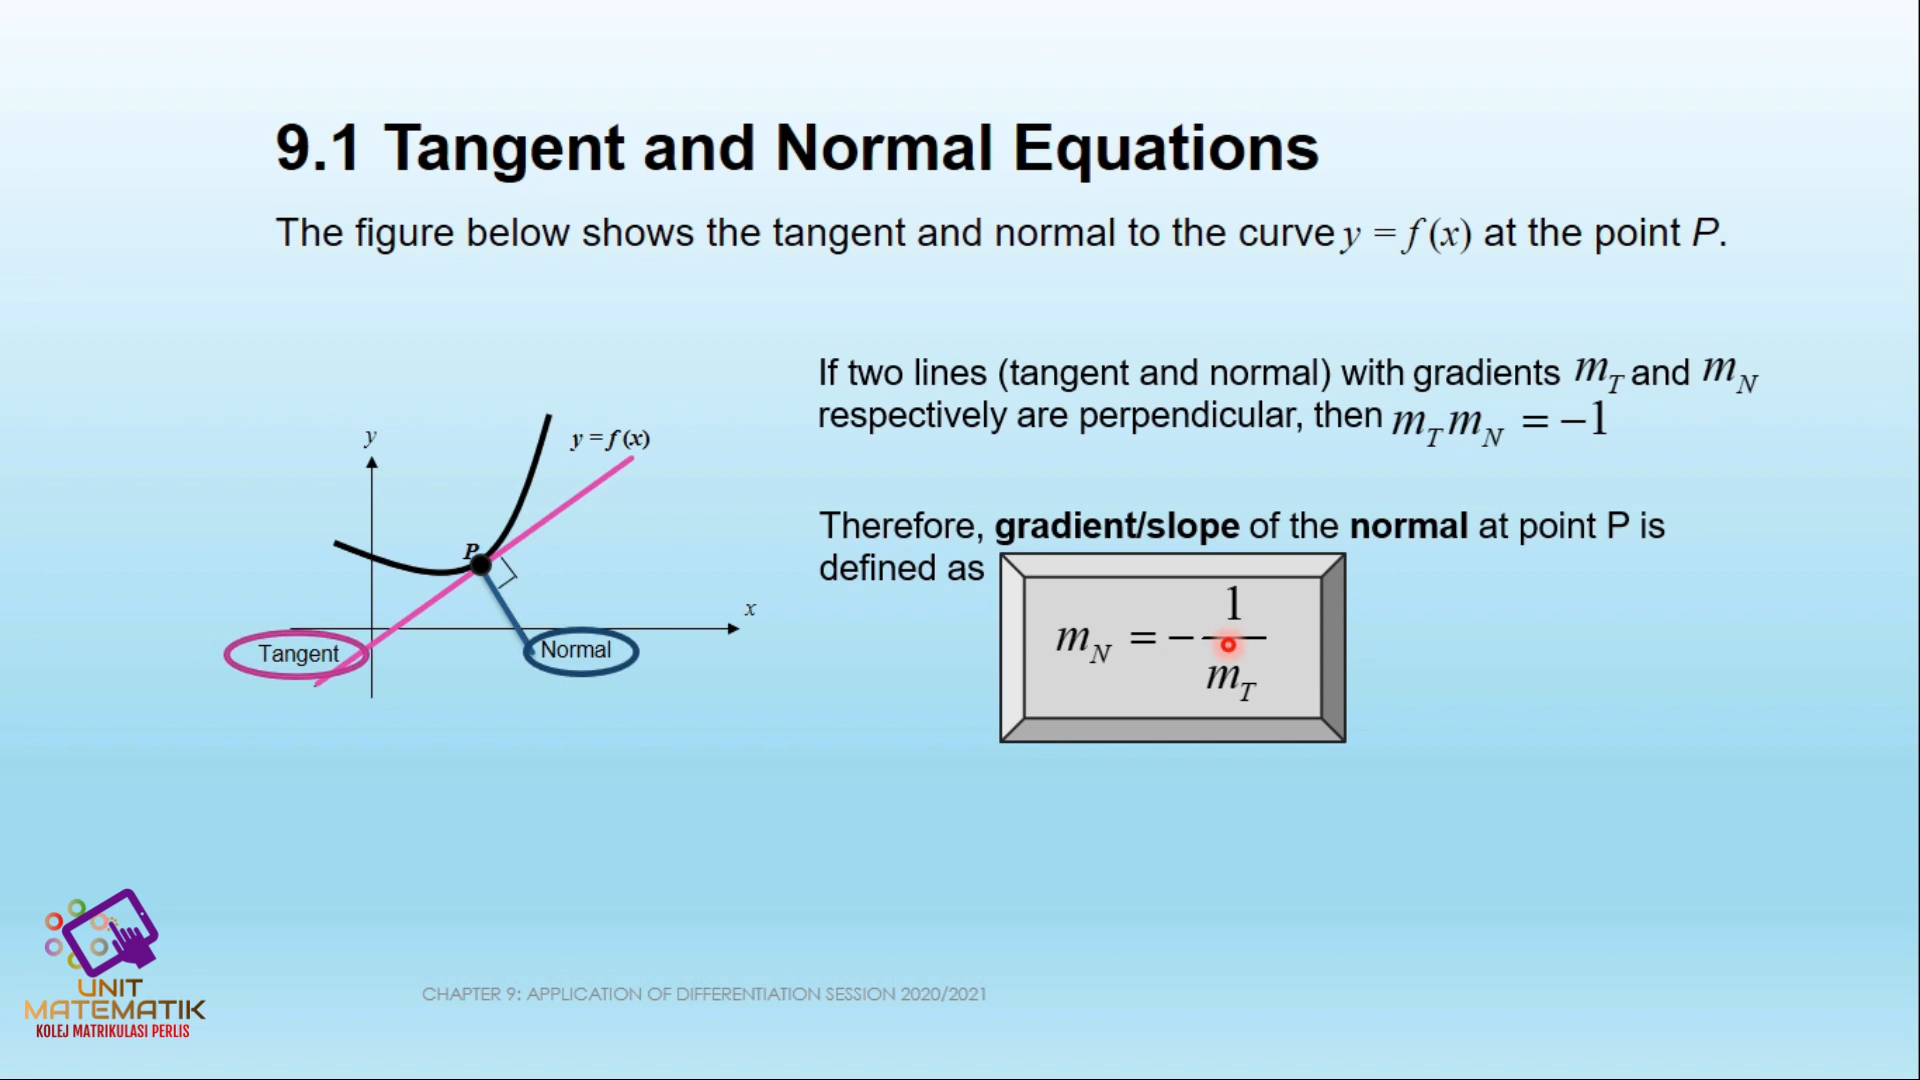 9.1 Tangent and Normal Equations
The figure below shows the tangent and normal to the curve y = f (x) at the point P.
If two lines (tangent and normal) with gradients m_T and m_N
respectively are perpendicular, then m_T m_N = −1
Therefore, gradient/slope of the normal at point P is
defined as
m_N = − 1 / m_T
y
y = f (x)
P
x
Tangent
Normal
UNIT
MATEMATIK
KOLEJ MATRIKULASI PERLIS
CHAPTER 9: APPLICATION OF DIFFERENTIATION SESSION 2020/2021